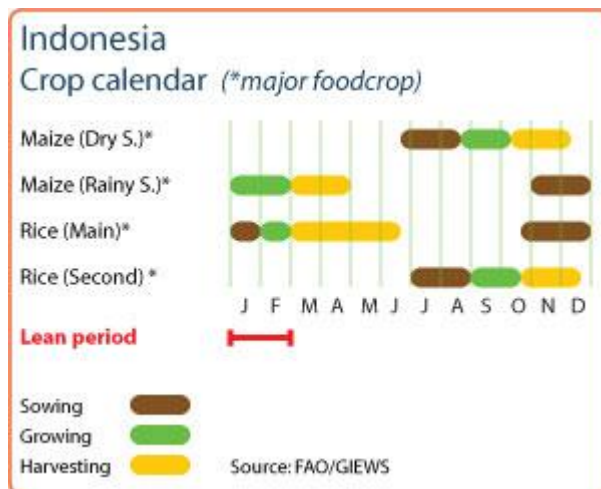 Indonesia
Crop calendar (*major foodcrop)
Maize (Dry S.)*
Maize (Rainy S.)*
Rice (Main)*
Rice (Second) *
J F M A M J J A S O N D
Lean period
Sowing
Growing
Harvesting Source: FAO/GIEWS